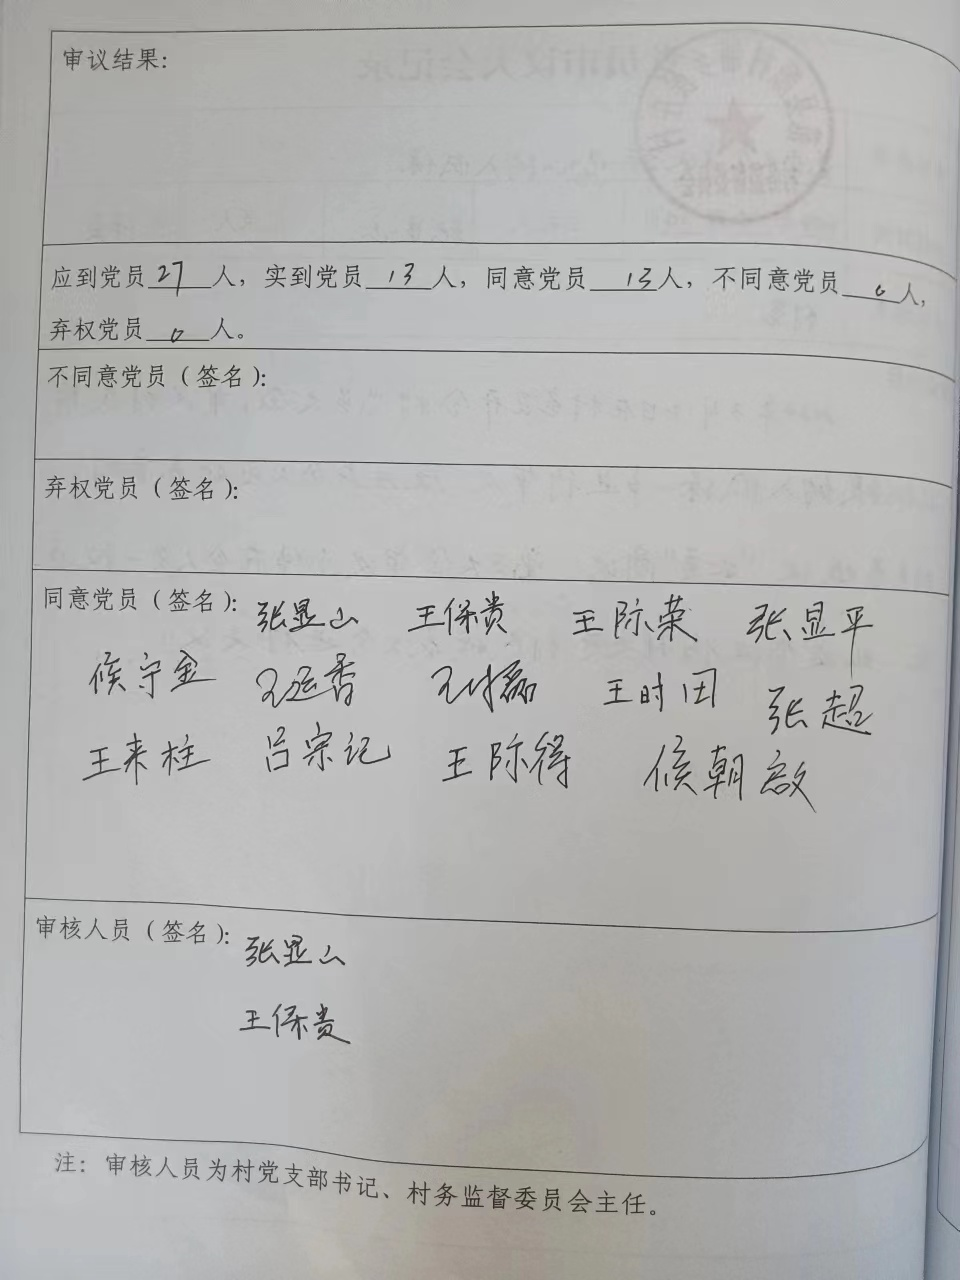 审议结果:
应到党员27人，实到党员13人，同意党员13人，不同意党员0人，
弃权党员0人。
不同意党员（签名）:
弃权党员（签名）:
同意党员（签名）: 张显山 王保贵 王际荣 张显平
候守金 王运香 王时田 张超
王来柱 吕宗记 王际得 候朝啟
审核人员（签名）: 张显山
王保贵
注：审核人员为村党支部书记、村务监督委员会主任。